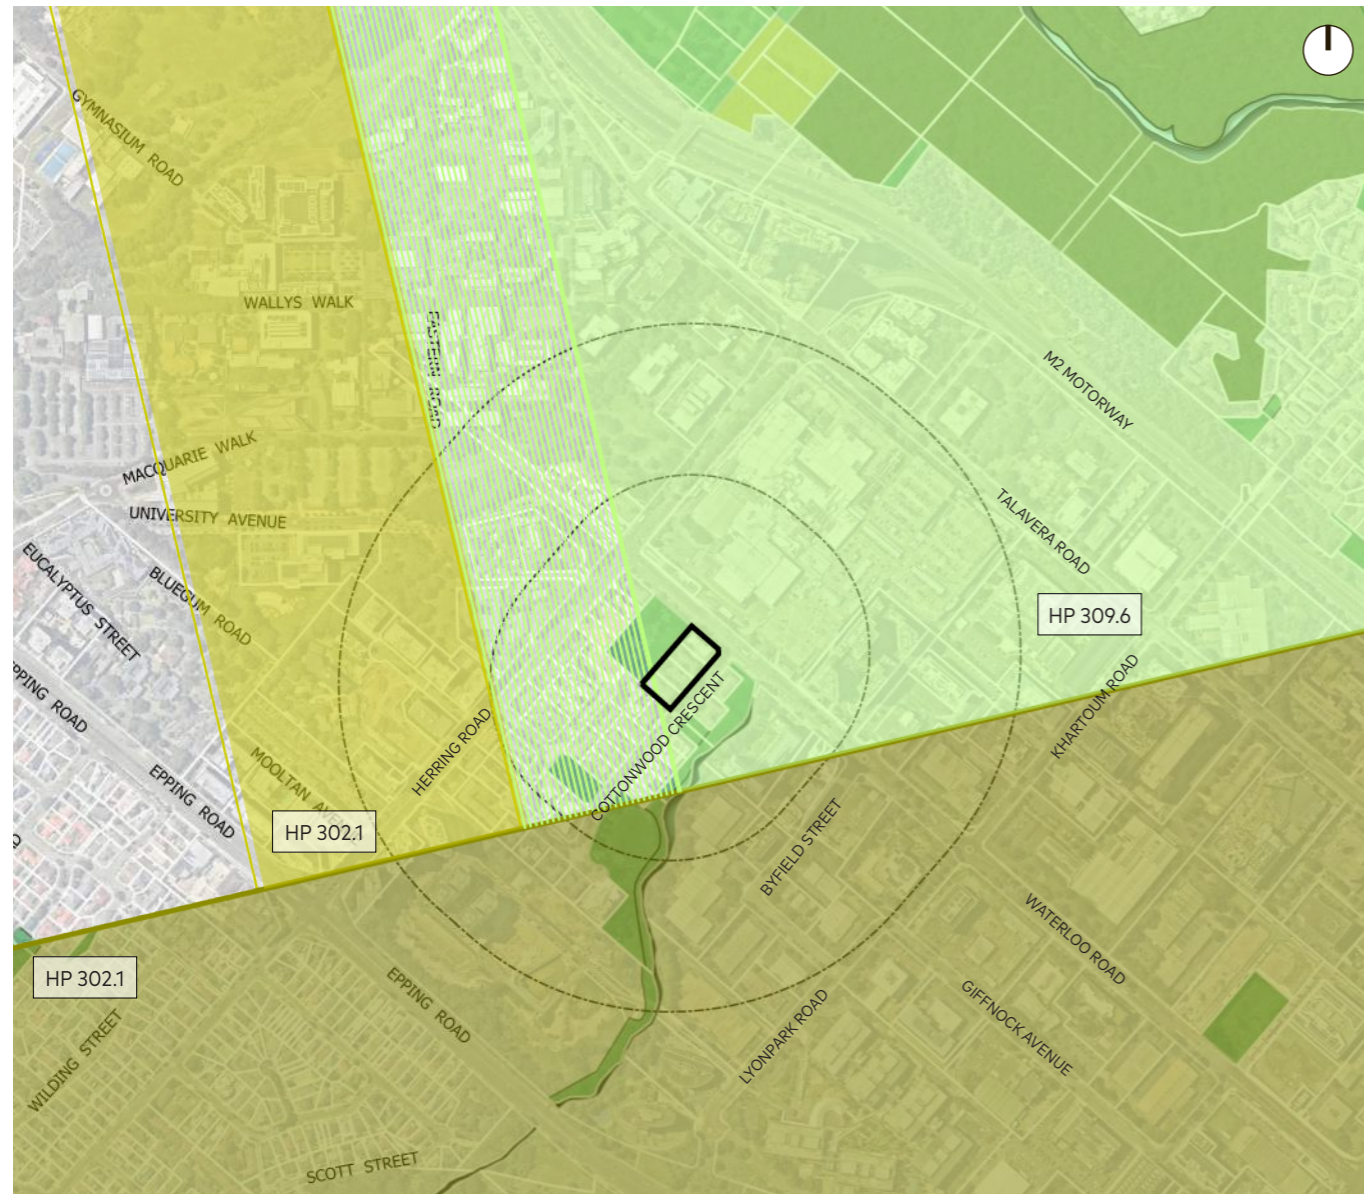 GYMNASIUM ROAD
WALLYS WALK
EASTERN ROAD
M2 MOTORWAY
MACQUARIE WALK
UNIVERSITY AVENUE
TALAVERA ROAD
EUCALYPTUS STREET
BLUEGUM ROAD
HP 309.6
EPPING ROAD
HERRING ROAD
COTTONWOOD CRESCENT
KHARTOUM ROAD
MOOLTAN AVEN
EPPING ROAD
HP 302.1
BYFIELD STREET
WATERLOO ROAD
HP 302.1
EPPING ROAD
GIFFNOCK AVENUE
LYONPARK ROAD
WILDING STREET
SCOTT STREET